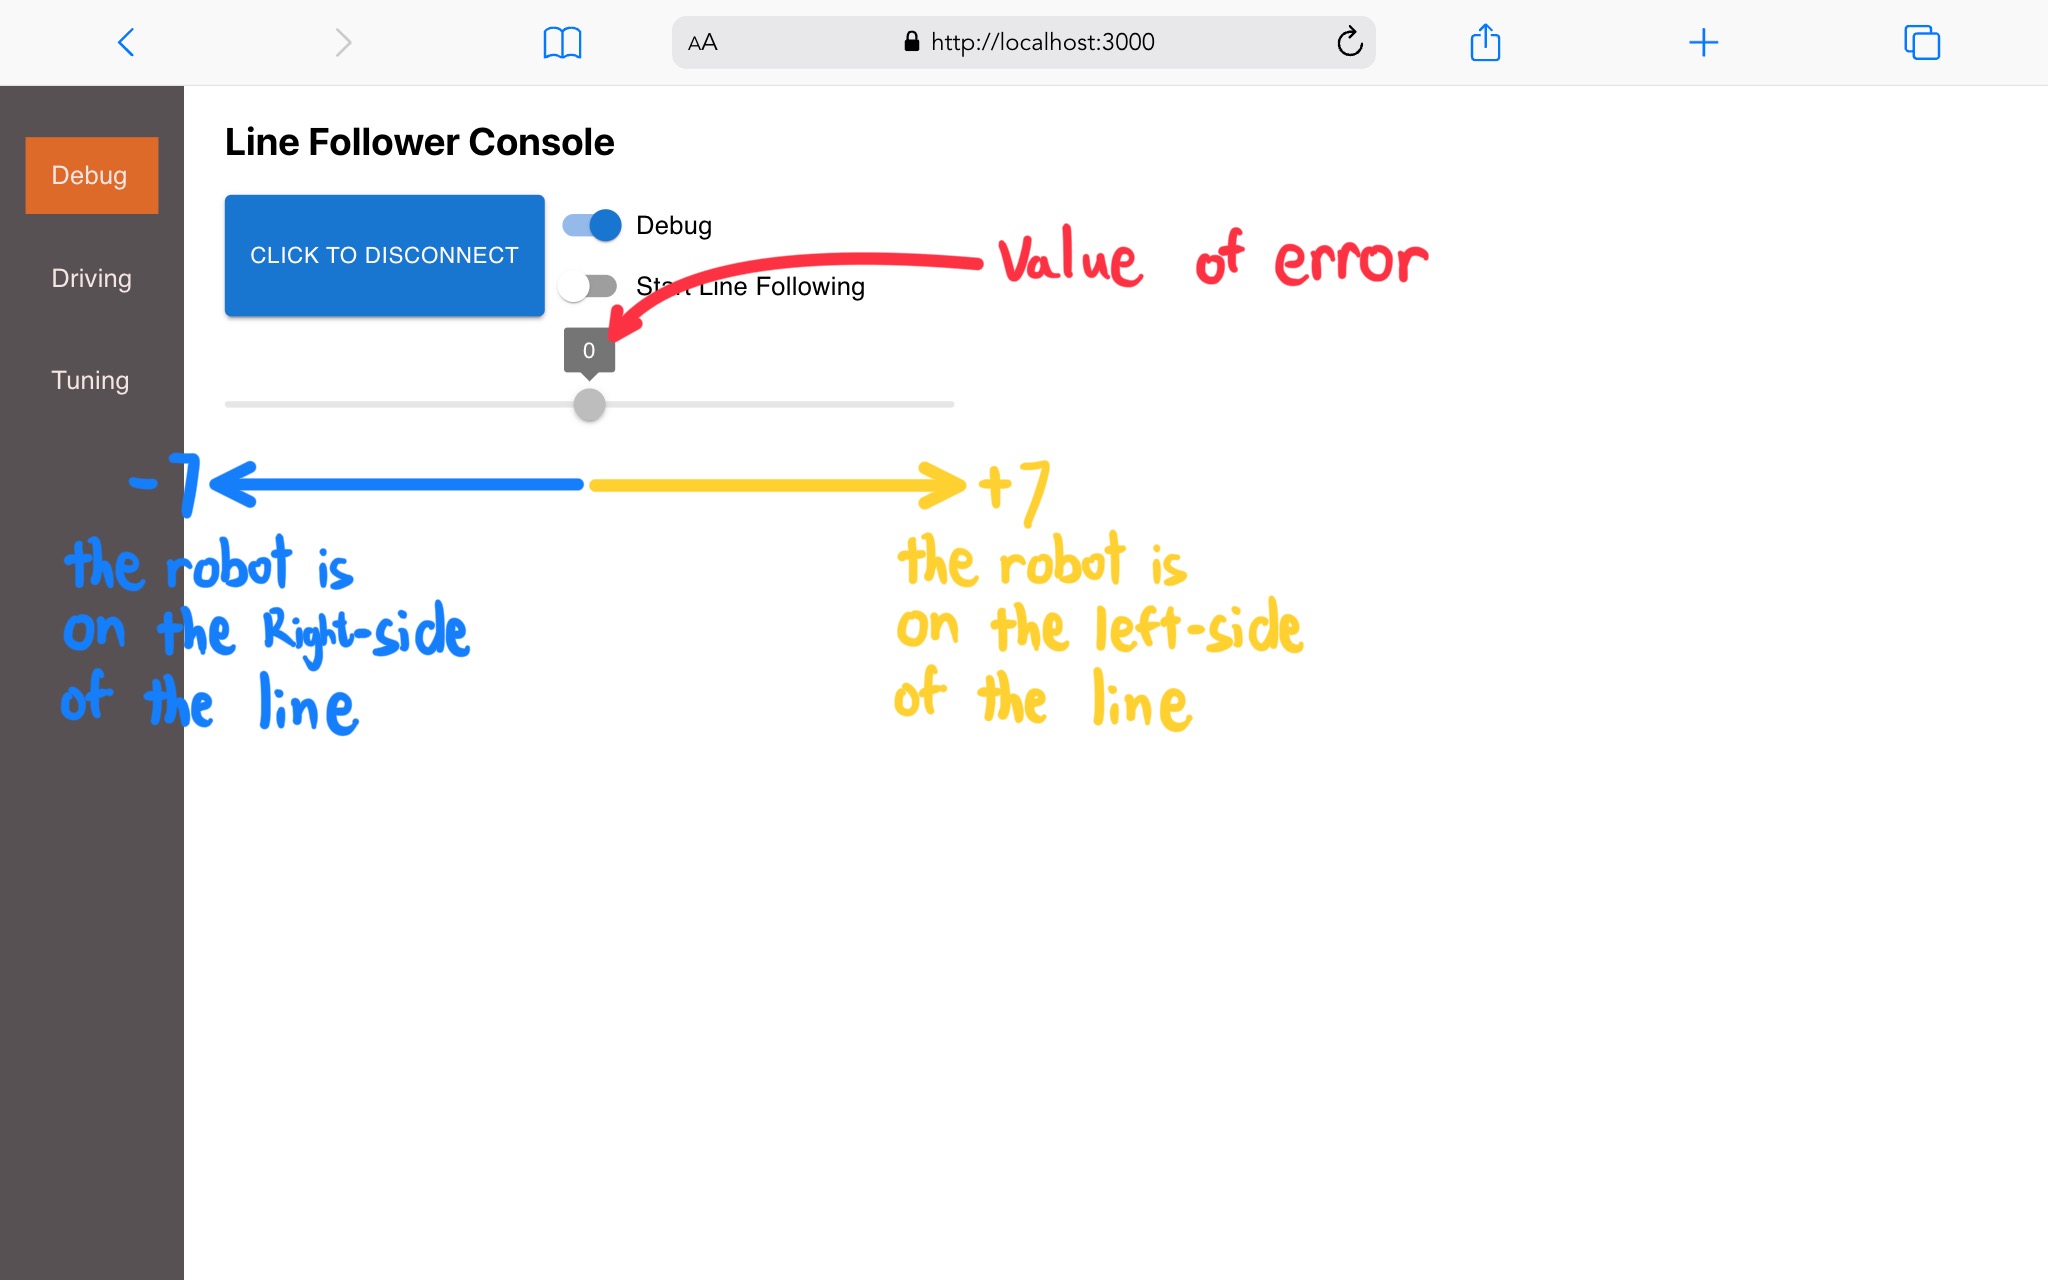 AA http://localhost:3000
Debug
Driving
Tuning
Line Follower Console
CLICK TO DISCONNECT
Debug
Start Line Following
Value of error
0
-7
the robot is
on the Right-side
of the line
+7
the robot is
on the left-side
of the line